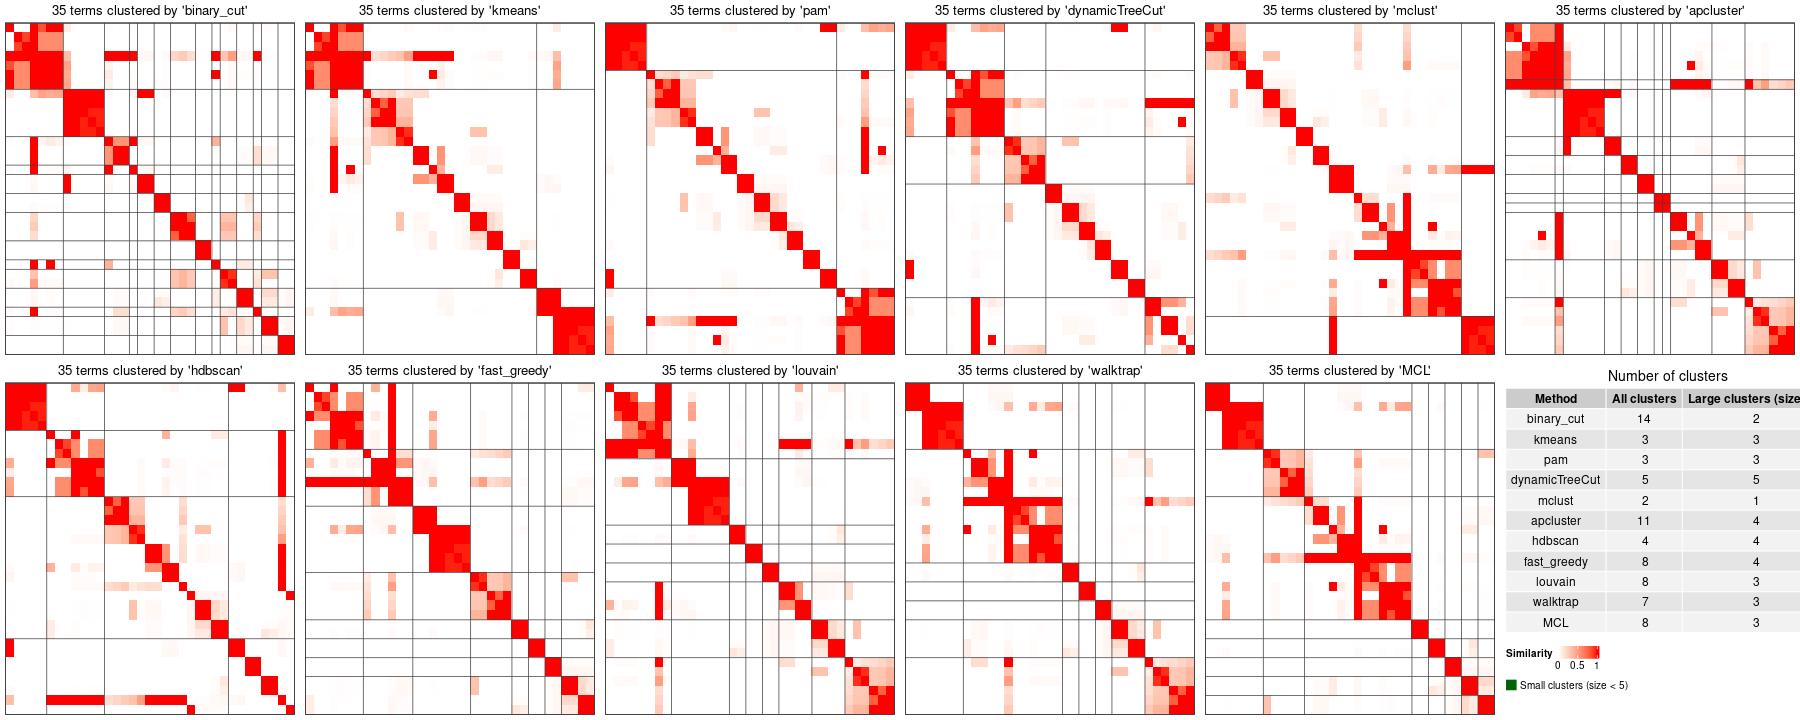 35 terms clustered by 'binary_cut'
35 terms clustered by 'kmeans'
35 terms clustered by 'pam'
35 terms clustered by 'dynamicTreeCut'
35 terms clustered by 'mclust'
35 terms clustered by 'apcluster'
35 terms clustered by 'hdbscan'
35 terms clustered by 'fast_greedy'
35 terms clustered by 'louvain'
35 terms clustered by 'walktrap'
35 terms clustered by 'MCL'
Number of clusters
Method All clusters Large clusters (size
binary_cut 14 2
kmeans 3 3
pam 3 3
dynamicTreeCut 5 5
mclust 2 1
apcluster 11 4
hdbscan 4 4
fast_greedy 8 4
louvain 8 3
walktrap 7 3
MCL 8 3
Similarity
0 0.5 1
Small clusters (size < 5)